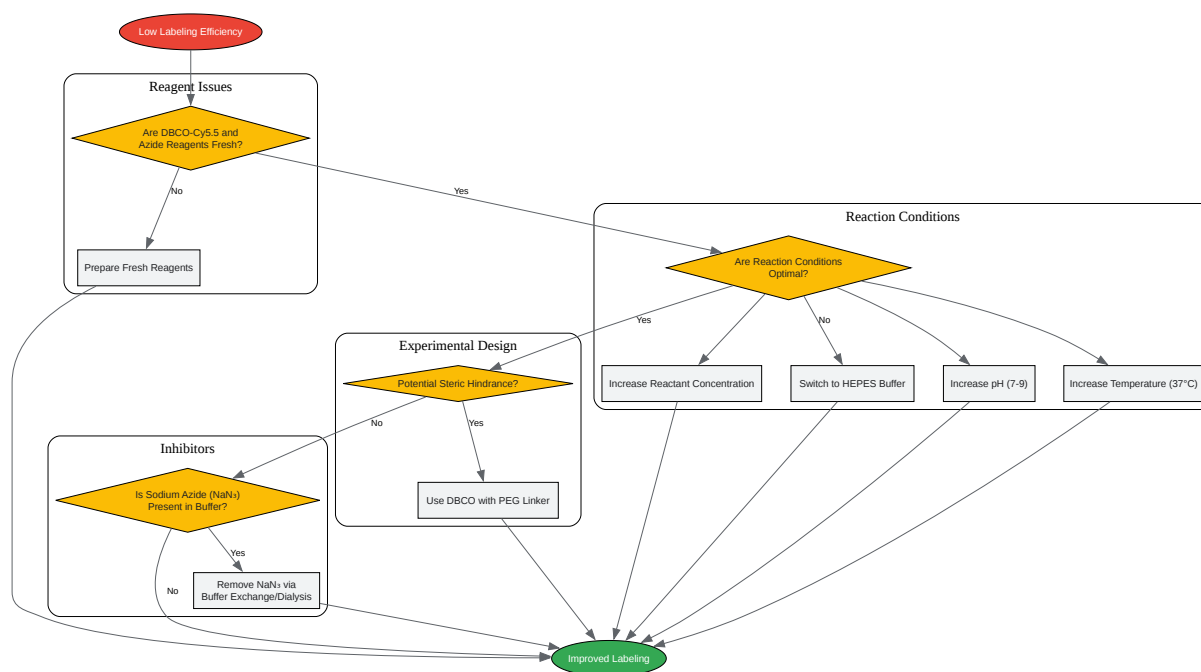 Low Labeling Efficiency
Reagent Issues
Are DBCO-Cy5.5 and
Azide Reagents Fresh?
No
Yes
Prepare Fresh Reagents
Reaction Conditions
Are Reaction Conditions
Optimal?
Yes
No
Increase Reactant Concentration
Switch to HEPES Buffer
Increase pH (7-9)
Increase Temperature (37°C)
Experimental Design
Potential Steric Hindrance?
No
Yes
Use DBCO with PEG Linker
Inhibitors
Is Sodium Azide (NaN₃)
Present in Buffer?
Yes
No
Remove NaN₃ via
Buffer Exchange/Dialysis
Improved Labeling